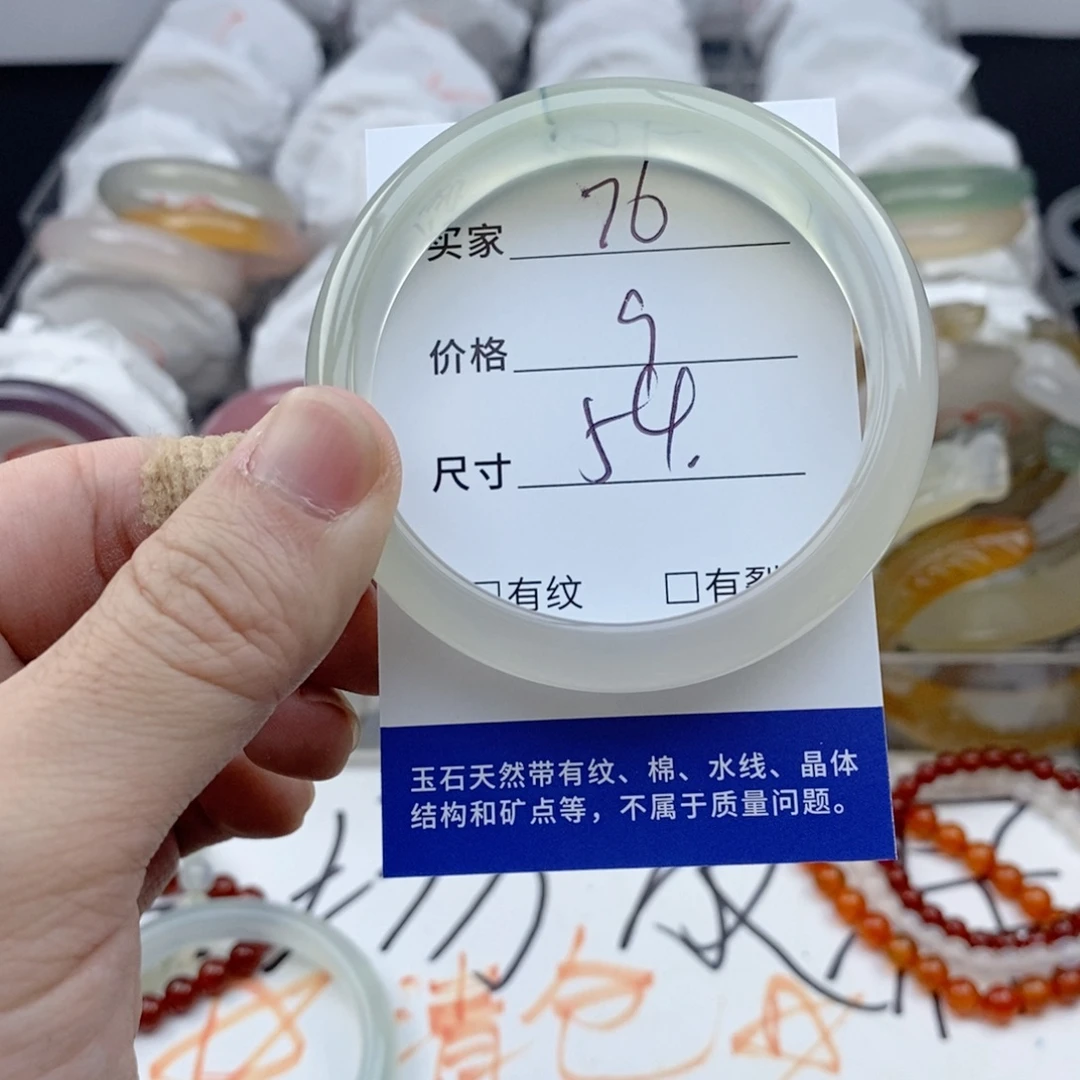 买家 76
价格 9
尺寸 54.
□有纹 □有裂
玉石天然带有纹、棉、水线、晶体
结构和矿点等，不属于质量问题。
清仓